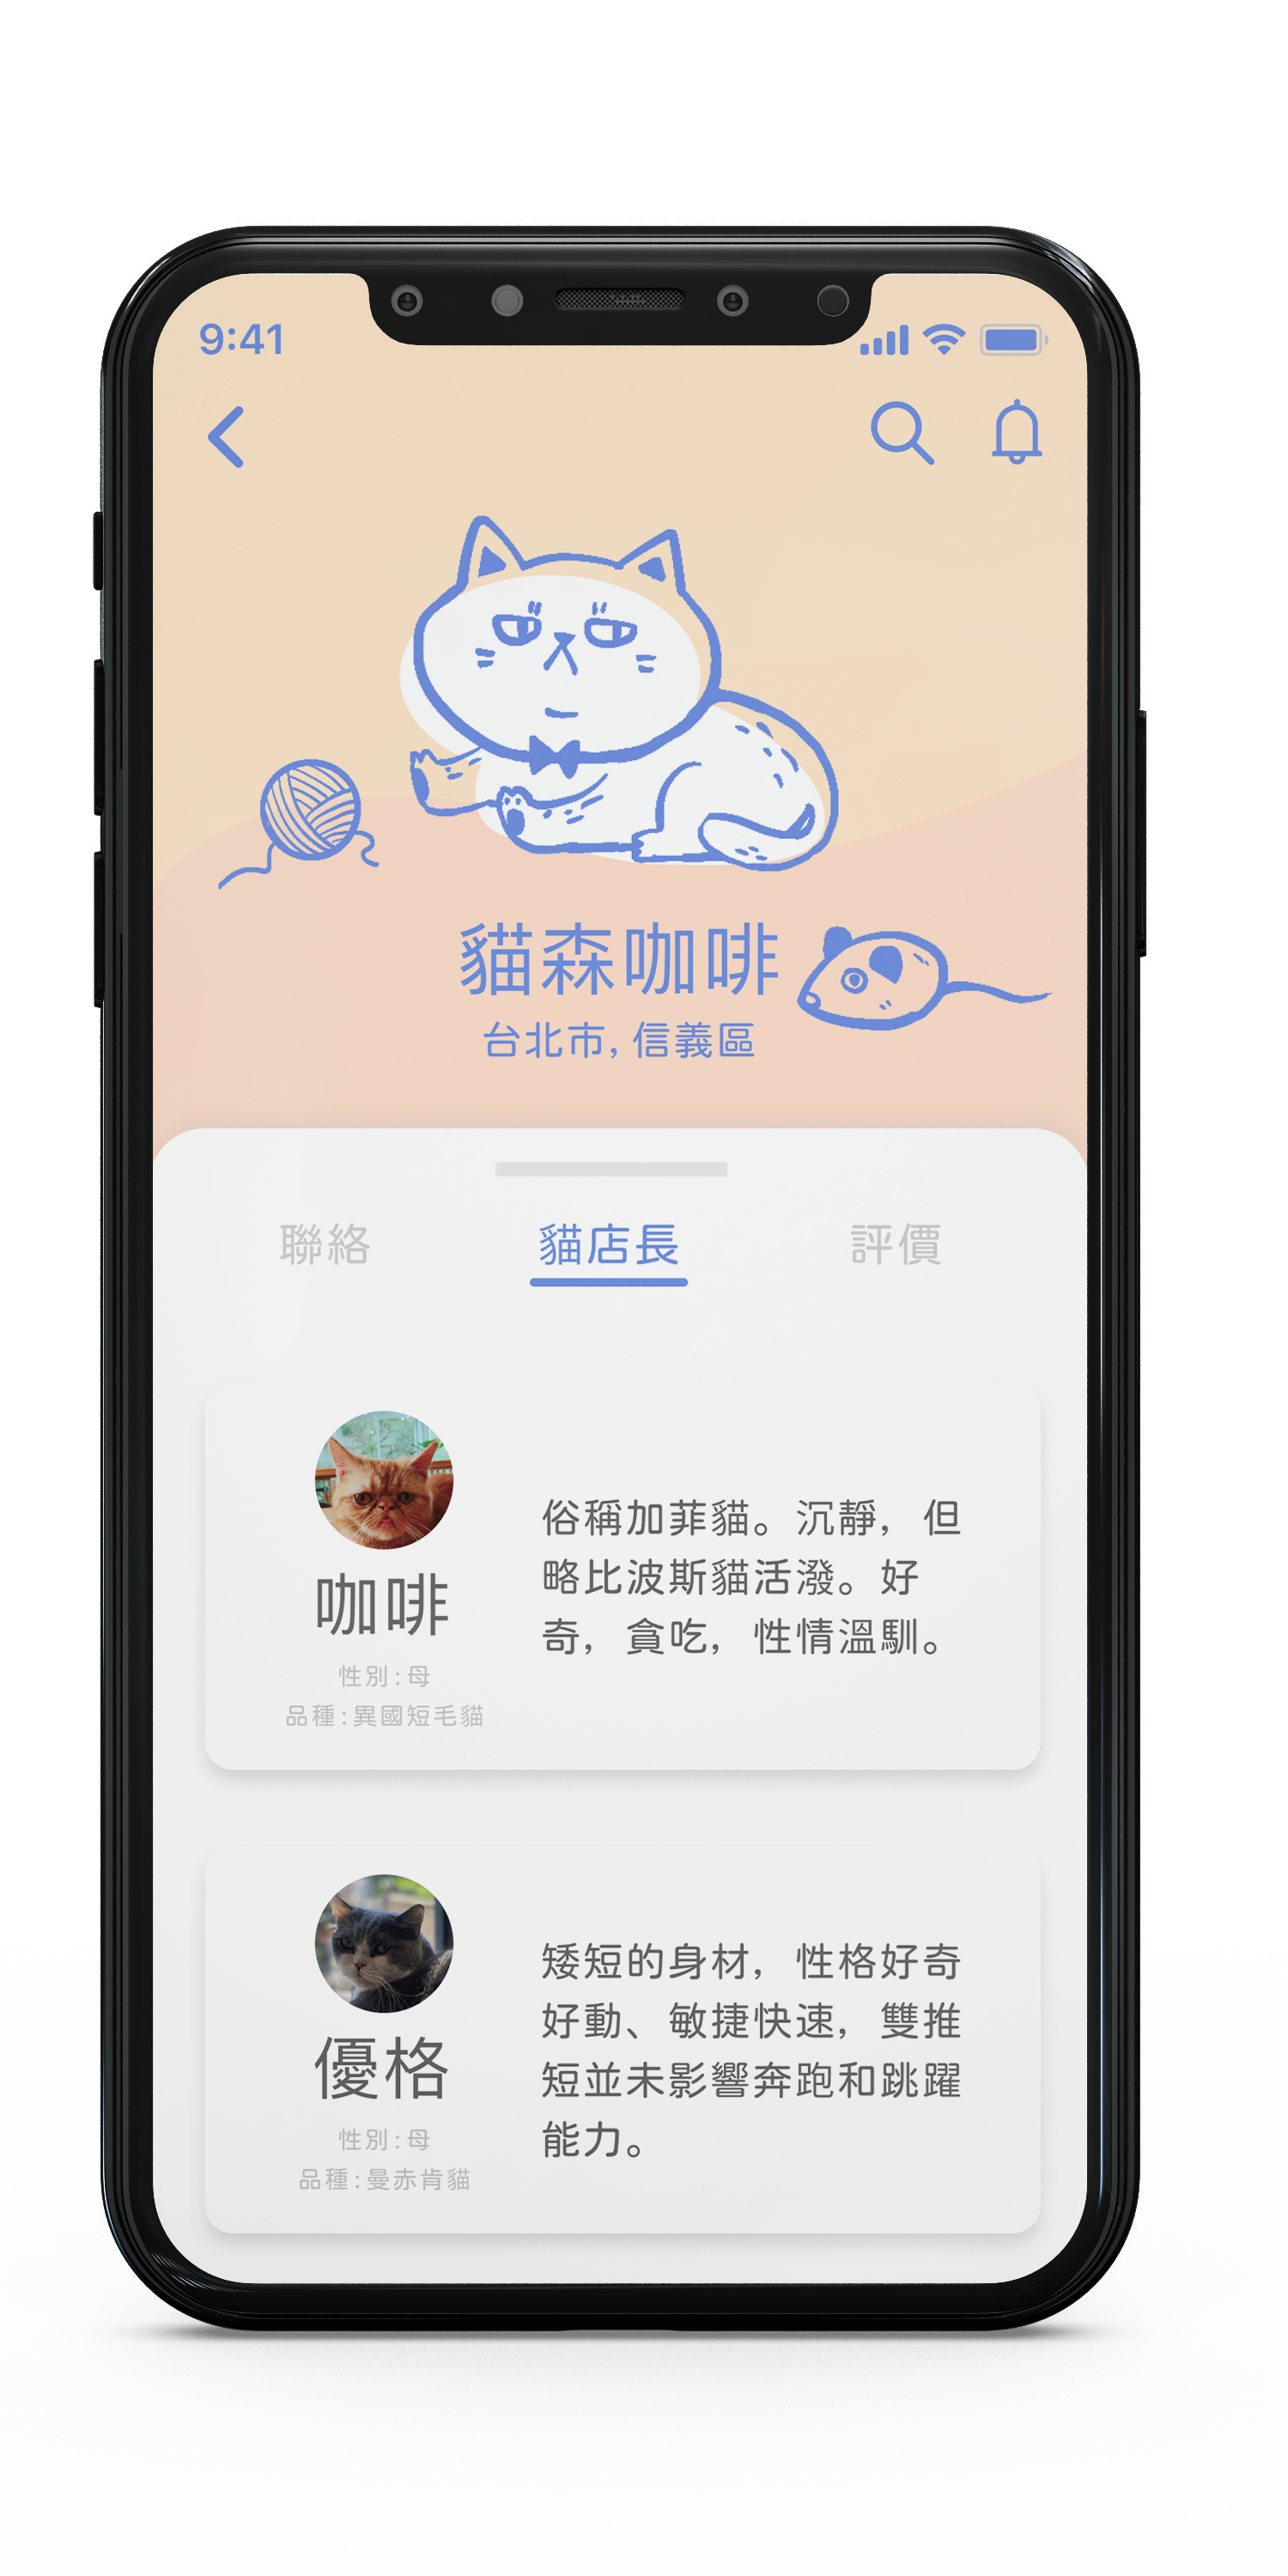 9:41
貓森咖啡
台北市, 信義區
聯絡
貓店長
評價
咖啡
性別:母
品種:異國短毛貓
俗稱加菲貓。沉靜，但
略比波斯貓活潑。好
奇，貪吃，性情溫馴。
優格
性別:母
品種:曼赤肯貓
矮短的身材，性格好奇
好動、敏捷快速，雙推
短並未影響奔跑和跳躍
能力。